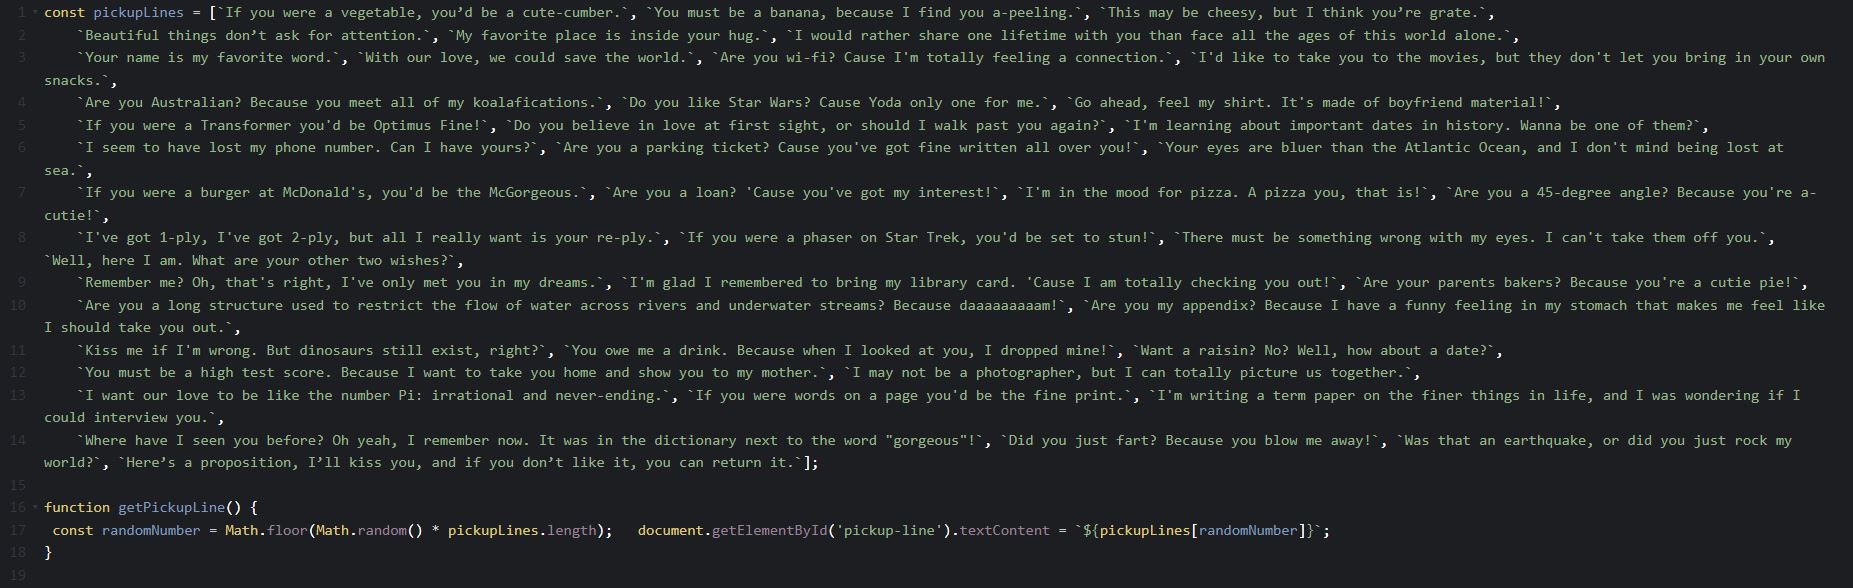 1 const pickupLines = [`If you were a vegetable, you’d be a cute-cumber.`, `You must be a banana, because I find you a-peeling.`, `This may be cheesy, but I think you’re grate.`,
2 `Beautiful things don’t ask for attention.`, `My favorite place is inside your hug.`, `I would rather share one lifetime with you than face all the ages of this world alone.`,
3 `Your name is my favorite word.`, `With our love, we could save the world.`, `Are you wi-fi? Cause I'm totally feeling a connection.`, `I'd like to take you to the movies, but they don't let you bring in your own
snacks.`,
4 `Are you Australian? Because you meet all of my koalafications.`, `Do you like Star Wars? Cause Yoda only one for me.`, `Go ahead, feel my shirt. It's made of boyfriend material!`,
5 `If you were a Transformer you'd be Optimus Fine!`, `Do you believe in love at first sight, or should I walk past you again?`, `I'm learning about important dates in history. Wanna be one of them?`,
6 `I seem to have lost my phone number. Can I have yours?`, `Are you a parking ticket? Cause you've got fine written all over you!`, `Your eyes are bluer than the Atlantic Ocean, and I don't mind being lost at
sea.`,
7 `If you were a burger at McDonald's, you'd be the McGorgeous.`, `Are you a loan? 'Cause you've got my interest!`, `I'm in the mood for pizza. A pizza you, that is!`, `Are you a 45-degree angle? Because you're a-
cutie!`,
8 `I've got 1-ply, I've got 2-ply, but all I really want is your re-ply.`, `If you were a phaser on Star Trek, you'd be set to stun!`, `There must be something wrong with my eyes. I can't take them off you.`,
`Well, here I am. What are your other two wishes?`,
9 `Remember me? Oh, that's right, I've only met you in my dreams.`, `I'm glad I remembered to bring my library card. 'Cause I am totally checking you out!`, `Are your parents bakers? Because you're a cutie pie!`,
10 `Are you a long structure used to restrict the flow of water across rivers and underwater streams? Because daaaaaaaaam!`, `Are you my appendix? Because I have a funny feeling in my stomach that makes me feel like
I should take you out.`,
11 `Kiss me if I'm wrong. But dinosaurs still exist, right?`, `You owe me a drink. Because when I looked at you, I dropped mine!`, `Want a raisin? No? Well, how about a date?`,
12 `You must be a high test score. Because I want to take you home and show you to my mother.`, `I may not be a photographer, but I can totally picture us together.`,
13 `I want our love to be like the number Pi: irrational and never-ending.`, `If you were words on a page you'd be the fine print.`, `I'm writing a term paper on the finer things in life, and I was wondering if I
could interview you.`,
14 `Where have I seen you before? Oh yeah, I remember now. It was in the dictionary next to the word "gorgeous"!`, `Did you just fart? Because you blow me away!`, `Was that an earthquake, or did you just rock my
world?`, `Here’s a proposition, I’ll kiss you, and if you don’t like it, you can return it.`];
15
16 function getPickupLine() {
17 const randomNumber = Math.floor(Math.random() * pickupLines.length); document.getElementById('pickup-line').textContent = `${pickupLines[randomNumber]}`;
18 }
19